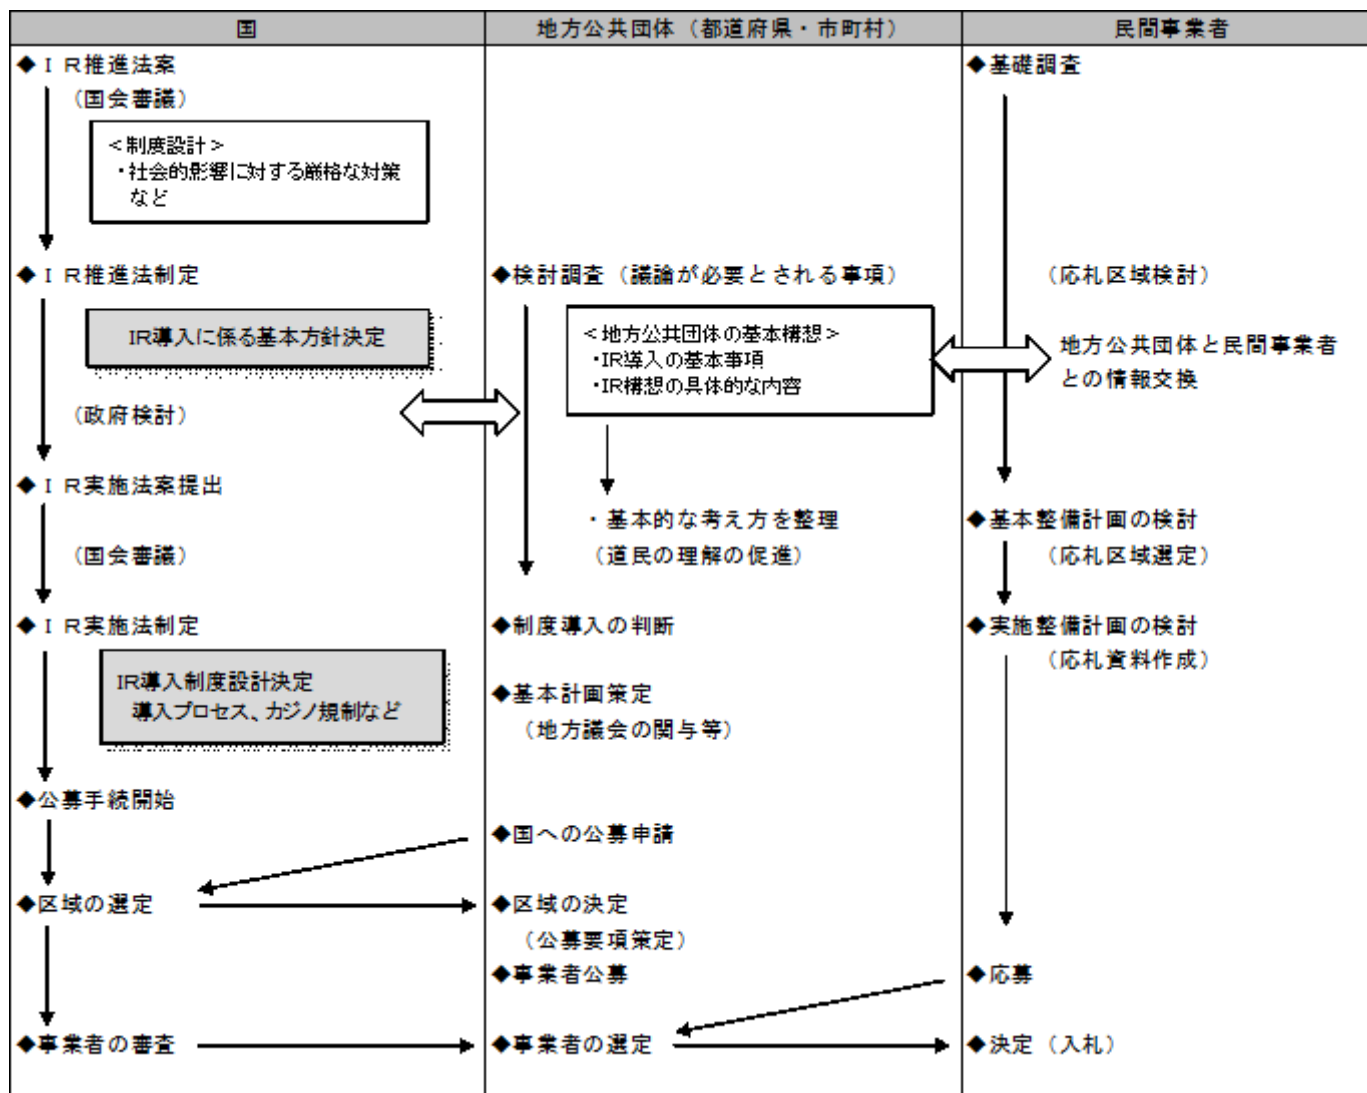 国
地方公共団体（都道府県・市町村）
民間事業者
◆ＩＲ推進法案
（国会審議）
＜制度設計＞
・社会的影響に対する厳格な対策
など
◆ＩＲ推進法制定
IR導入に係る基本方針決定
（政府検討）
◆ＩＲ実施法案提出
（国会審議）
◆ＩＲ実施法制定
IR導入制度設計決定
導入プロセス、カジノ規制など
◆公募手続開始
◆区域の選定
◆事業者の審査
◆検討調査（議論が必要とされる事項）
＜地方公共団体の基本構想＞
・IR導入の基本事項
・IR構想の具体的な内容
・基本的な考え方を整理
（道民の理解の促進）
◆制度導入の判断
◆基本計画策定
（地方議会の関与等）
◆国への公募申請
◆区域の決定
（公募要項策定）
◆事業者公募
◆事業者の選定
◆基礎調査
（応札区域検討）
地方公共団体と民間事業者
との情報交換
◆基本整備計画の検討
（応札区域選定）
◆実施整備計画の検討
（応札資料作成）
◆応募
◆決定（入札）